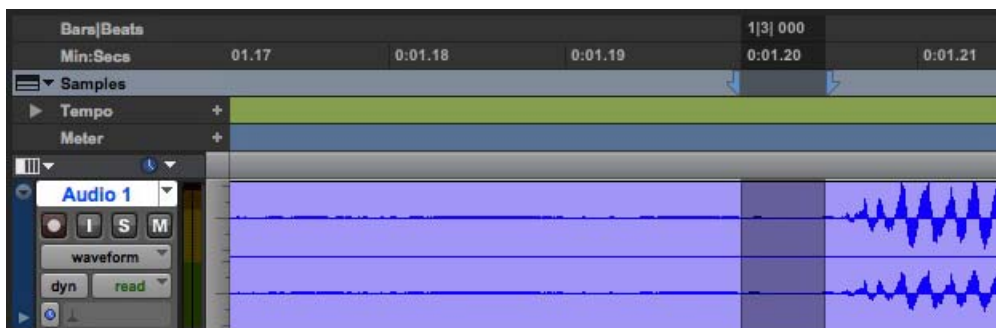 Bars|Beats 1|3| 000
Min:Secs 01.17 0:01.18 0:01.19 0:01.20 0:01.21
Samples
Tempo +
Meter +
Audio 1
I S M
waveform
dyn read